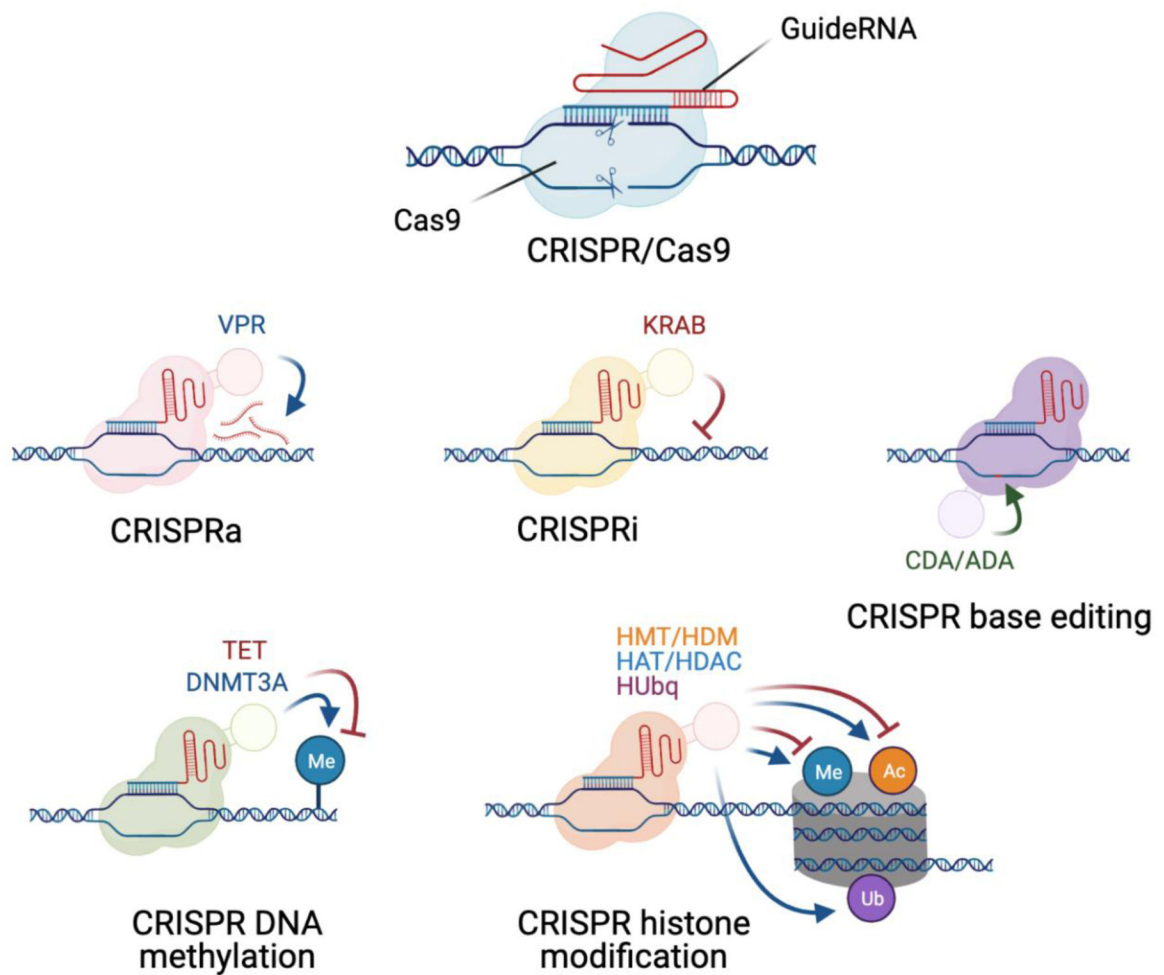 GuideRNA
Cas9
CRISPR/Cas9
VPR
CRISPRa
KRAB
CRISPRi
CDA/ADA
CRISPR base editing
TET
DNMT3A
Me
CRISPR DNA
methylation
HMT/HDM
HAT/HDAC
HUbq
Me
Ac
Ub
CRISPR histone
modification